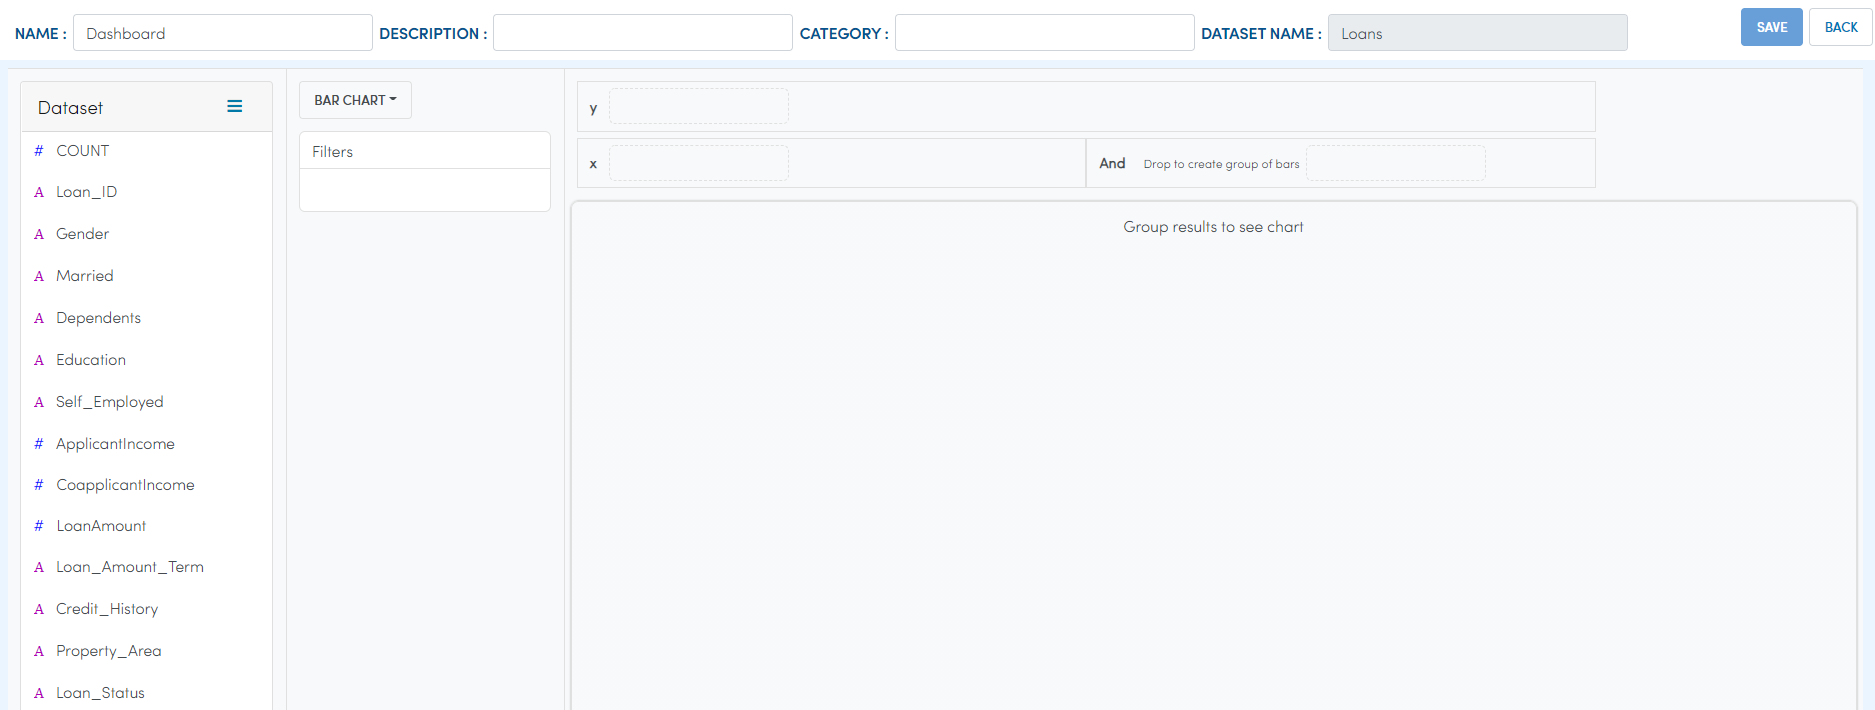 NAME : Dashboard DESCRIPTION : CATEGORY : DATASET NAME : Loans SAVE BACK
Dataset
# COUNT
A Loan_ID
A Gender
A Married
A Dependents
A Education
A Self_Employed
# ApplicantIncome
# CoapplicantIncome
# LoanAmount
A Loan_Amount_Term
A Credit_History
A Property_Area
A Loan_Status
BAR CHART
Filters
y
x And Drop to create group of bars
Group results to see chart